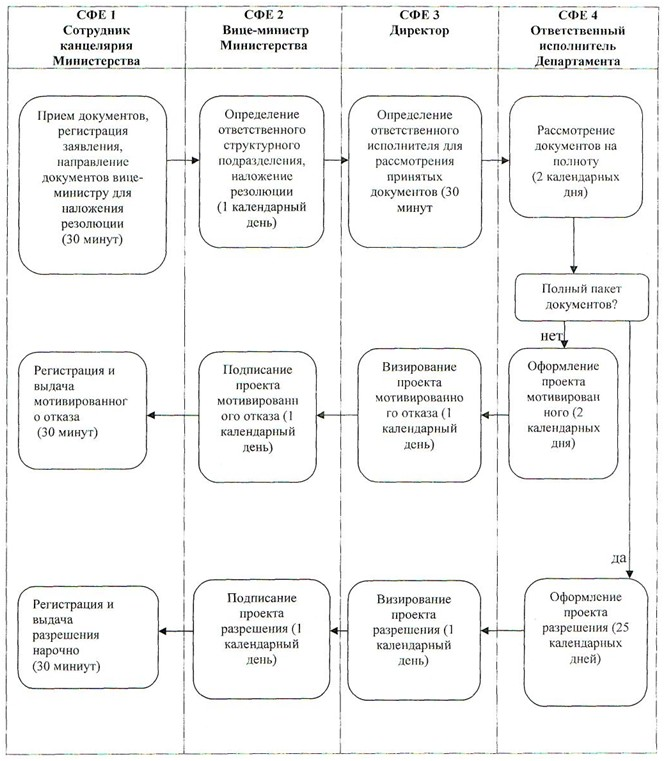 СФЕ 1
Сотрудник
канцелярия
Министерства
СФЕ 2
Вице-министр
Министерства
СФЕ 3
Директор
СФЕ 4
Ответственный
исполнитель
Департамента
Прием документов,
регистрация
заявления,
направление
документов вице-
министру для
наложения
резолюции
(30 минут)
Определение
ответственного
структурного
подразделения,
наложение
резолюции
(1 календарный
день)
Определение
ответственного
исполнителя для
рассмотрения
принятых
документов (30
минут
Рассмотрение
документов на
полноту
(2 календарных
дня)
Полный пакет
документов?
нет
Регистрация и
выдача
мотивированног
о отказа
(30 минут)
Подписание
проекта
мотивированн
ого отказа (1
календарный
день)
Визирование
проекта
мотивированно
го отказа (1
календарный
день)
Оформление
проекта
мотивирован
ного (2
календарных
дня)
да
Регистрация и
выдача
разрешения
нарочно
(30 миниут)
Подписание
проекта
разрешения (1
календарный
день)
Визирование
проекта
разрешения (1
календарный
день)
Оформление
проекта
разрешения (25
календарных
дней)